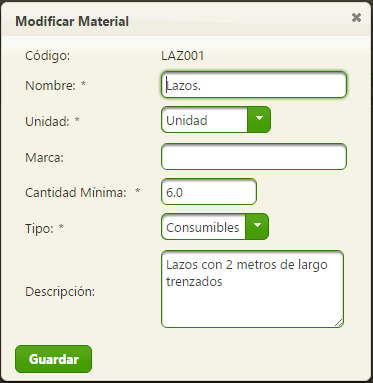 Modificar Material
Código: LAZ001
Nombre: * Lazos.
Unidad: * Unidad
Marca:
Cantidad Mínima: * 6.0
Tipo: * Consumibles
Descripción: Lazos con 2 metros de largo
trenzados
Guardar